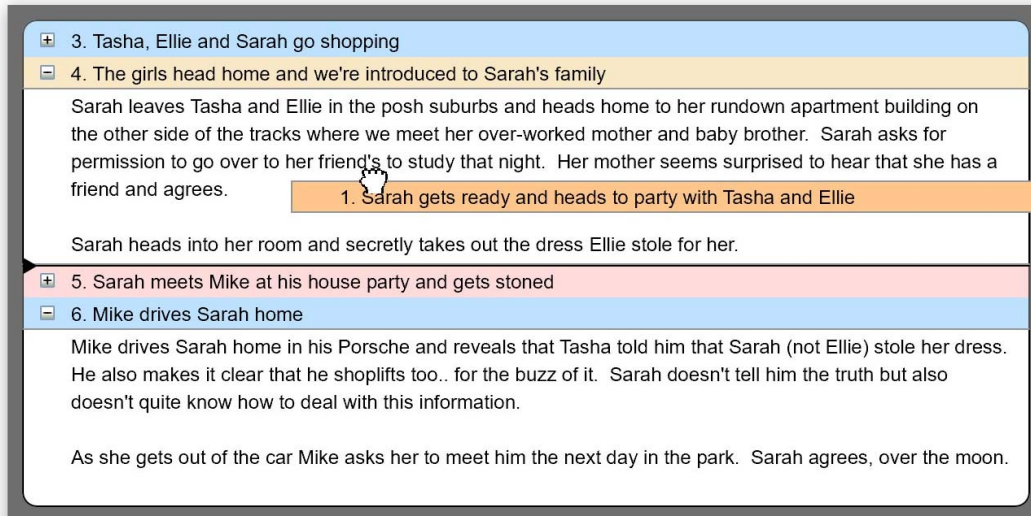 3. Tasha, Ellie and Sarah go shopping
4. The girls head home and we're introduced to Sarah's family
Sarah leaves Tasha and Ellie in the posh suburbs and heads home to her rundown apartment building on
the other side of the tracks where we meet her over-worked mother and baby brother.  Sarah asks for
permission to go over to her friend's to study that night.  Her mother seems surprised to hear that she has a
friend and agrees.
1. Sarah gets ready and heads to party with Tasha and Ellie
Sarah heads into her room and secretly takes out the dress Ellie stole for her.
5. Sarah meets Mike at his house party and gets stoned
6. Mike drives Sarah home
Mike drives Sarah home in his Porsche and reveals that Tasha told him that Sarah (not Ellie) stole her dress.
He also makes it clear that he shoplifts too.. for the buzz of it.  Sarah doesn't tell him the truth but also
doesn't quite know how to deal with this information.
As she gets out of the car Mike asks her to meet him the next day in the park.  Sarah agrees, over the moon.